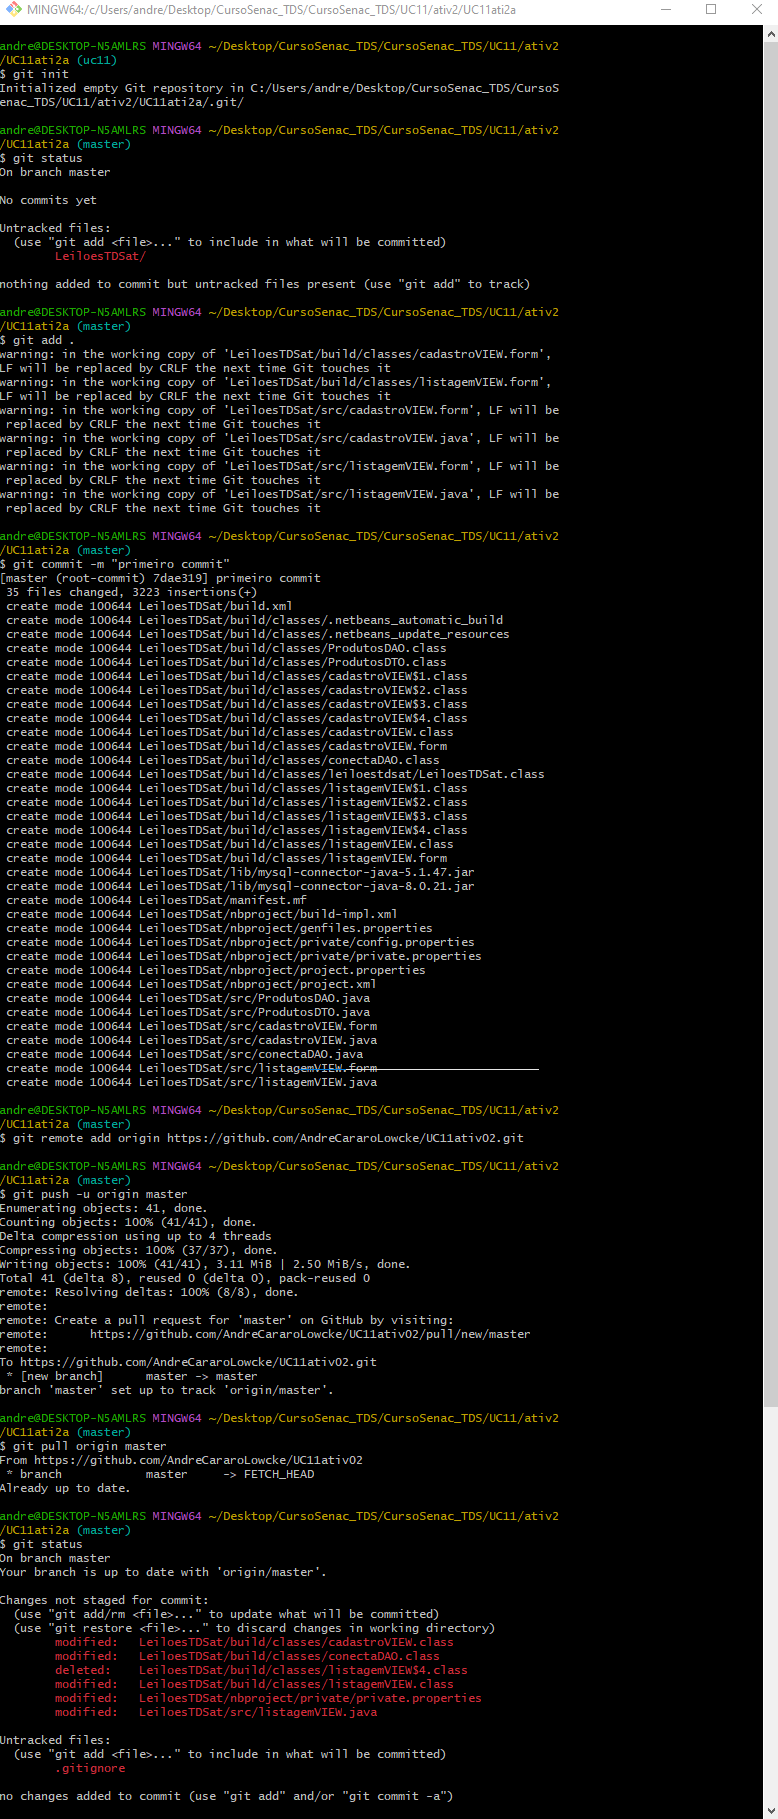 MINGW64:/c/Users/andre/Desktop/CursoSenac_TDS/CursoSenac_TDS/UC11/ativ2/UC11ati2a
andre@DESKTOP-N5AMLRS MINGW64 ~/Desktop/CursoSenac_TDS/CursoSenac_TDS/UC11/ativ2
/UC11ati2a (uc11)
$ git init
Initialized empty Git repository in C:/Users/andre/Desktop/CursoSenac_TDS/CursoS
enac_TDS/UC11/ativ2/UC11ati2a/.git/
andre@DESKTOP-N5AMLRS MINGW64 ~/Desktop/CursoSenac_TDS/CursoSenac_TDS/UC11/ativ2
/UC11ati2a (master)
$ git status
On branch master
No commits yet
Untracked files:
  (use "git add <file>..." to include in what will be committed)
        LeiloesTDSat/
nothing added to commit but untracked files present (use "git add" to track)
andre@DESKTOP-N5AMLRS MINGW64 ~/Desktop/CursoSenac_TDS/CursoSenac_TDS/UC11/ativ2
/UC11ati2a (master)
$ git add .
warning: in the working copy of 'LeiloesTDSat/build/classes/cadastroVIEW.form',
LF will be replaced by CRLF the next time Git touches it
warning: in the working copy of 'LeiloesTDSat/build/classes/listagemVIEW.form',
LF will be replaced by CRLF the next time Git touches it
warning: in the working copy of 'LeiloesTDSat/src/cadastroVIEW.form', LF will be
 replaced by CRLF the next time Git touches it
warning: in the working copy of 'LeiloesTDSat/src/cadastroVIEW.java', LF will be
 replaced by CRLF the next time Git touches it
warning: in the working copy of 'LeiloesTDSat/src/listagemVIEW.form', LF will be
 replaced by CRLF the next time Git touches it
warning: in the working copy of 'LeiloesTDSat/src/listagemVIEW.java', LF will be
 replaced by CRLF the next time Git touches it
andre@DESKTOP-N5AMLRS MINGW64 ~/Desktop/CursoSenac_TDS/CursoSenac_TDS/UC11/ativ2
/UC11ati2a (master)
$ git commit -m "primeiro commit"
[master (root-commit) 7dae319] primeiro commit
 35 files changed, 3223 insertions(+)
 create mode 100644 LeiloesTDSat/build.xml
 create mode 100644 LeiloesTDSat/build/classes/.netbeans_automatic_build
 create mode 100644 LeiloesTDSat/build/classes/.netbeans_update_resources
 create mode 100644 LeiloesTDSat/build/classes/ProdutosDAO.class
 create mode 100644 LeiloesTDSat/build/classes/ProdutosDTO.class
 create mode 100644 LeiloesTDSat/build/classes/cadastroVIEW$1.class
 create mode 100644 LeiloesTDSat/build/classes/cadastroVIEW$2.class
 create mode 100644 LeiloesTDSat/build/classes/cadastroVIEW$3.class
 create mode 100644 LeiloesTDSat/build/classes/cadastroVIEW$4.class
 create mode 100644 LeiloesTDSat/build/classes/cadastroVIEW.class
 create mode 100644 LeiloesTDSat/build/classes/cadastroVIEW.form
 create mode 100644 LeiloesTDSat/build/classes/conectaDAO.class
 create mode 100644 LeiloesTDSat/build/classes/leiloestdsat/LeiloesTDSat.class
 create mode 100644 LeiloesTDSat/build/classes/listagemVIEW$1.class
 create mode 100644 LeiloesTDSat/build/classes/listagemVIEW$2.class
 create mode 100644 LeiloesTDSat/build/classes/listagemVIEW$3.class
 create mode 100644 LeiloesTDSat/build/classes/listagemVIEW$4.class
 create mode 100644 LeiloesTDSat/build/classes/listagemVIEW.class
 create mode 100644 LeiloesTDSat/build/classes/listagemVIEW.form
 create mode 100644 LeiloesTDSat/lib/mysql-connector-java-5.1.47.jar
 create mode 100644 LeiloesTDSat/lib/mysql-connector-java-8.0.21.jar
 create mode 100644 LeiloesTDSat/manifest.mf
 create mode 100644 LeiloesTDSat/nbproject/build-impl.xml
 create mode 100644 LeiloesTDSat/nbproject/genfiles.properties
 create mode 100644 LeiloesTDSat/nbproject/private/config.properties
 create mode 100644 LeiloesTDSat/nbproject/private/private.properties
 create mode 100644 LeiloesTDSat/nbproject/project.properties
 create mode 100644 LeiloesTDSat/nbproject/project.xml
 create mode 100644 LeiloesTDSat/src/ProdutosDAO.java
 create mode 100644 LeiloesTDSat/src/ProdutosDTO.java
 create mode 100644 LeiloesTDSat/src/cadastroVIEW.form
 create mode 100644 LeiloesTDSat/src/cadastroVIEW.java
 create mode 100644 LeiloesTDSat/src/conectaDAO.java
 create mode 100644 LeiloesTDSat/src/listagemVIEW.form
 create mode 100644 LeiloesTDSat/src/listagemVIEW.java
andre@DESKTOP-N5AMLRS MINGW64 ~/Desktop/CursoSenac_TDS/CursoSenac_TDS/UC11/ativ2
/UC11ati2a (master)
$ git remote add origin https://github.com/AndreCararoLowcke/UC11ativ02.git
andre@DESKTOP-N5AMLRS MINGW64 ~/Desktop/CursoSenac_TDS/CursoSenac_TDS/UC11/ativ2
/UC11ati2a (master)
$ git push -u origin master
Enumerating objects: 41, done.
Counting objects: 100% (41/41), done.
Delta compression using up to 4 threads
Compressing objects: 100% (37/37), done.
Writing objects: 100% (41/41), 3.11 MiB | 2.50 MiB/s, done.
Total 41 (delta 8), reused 0 (delta 0), pack-reused 0
remote: Resolving deltas: 100% (8/8), done.
remote:
remote: Create a pull request for 'master' on GitHub by visiting:
remote:      https://github.com/AndreCararoLowcke/UC11ativ02/pull/new/master
remote:
To https://github.com/AndreCararoLowcke/UC11ativ02.git
 * [new branch]      master -> master
branch 'master' set up to track 'origin/master'.
andre@DESKTOP-N5AMLRS MINGW64 ~/Desktop/CursoSenac_TDS/CursoSenac_TDS/UC11/ativ2
/UC11ati2a (master)
$ git pull origin master
From https://github.com/AndreCararoLowcke/UC11ativ02
 * branch            master     -> FETCH_HEAD
Already up to date.
andre@DESKTOP-N5AMLRS MINGW64 ~/Desktop/CursoSenac_TDS/CursoSenac_TDS/UC11/ativ2
/UC11ati2a (master)
$ git status
On branch master
Your branch is up to date with 'origin/master'.
Changes not staged for commit:
  (use "git add/rm <file>..." to update what will be committed)
  (use "git restore <file>..." to discard changes in working directory)
        modified:   LeiloesTDSat/build/classes/cadastroVIEW.class
        modified:   LeiloesTDSat/build/classes/conectaDAO.class
        deleted:    LeiloesTDSat/build/classes/listagemVIEW$4.class
        modified:   LeiloesTDSat/build/classes/listagemVIEW.class
        modified:   LeiloesTDSat/nbproject/private/private.properties
        modified:   LeiloesTDSat/src/listagemVIEW.java
Untracked files:
  (use "git add <file>..." to include in what will be committed)
        .gitignore
no changes added to commit (use "git add" and/or "git commit -a")